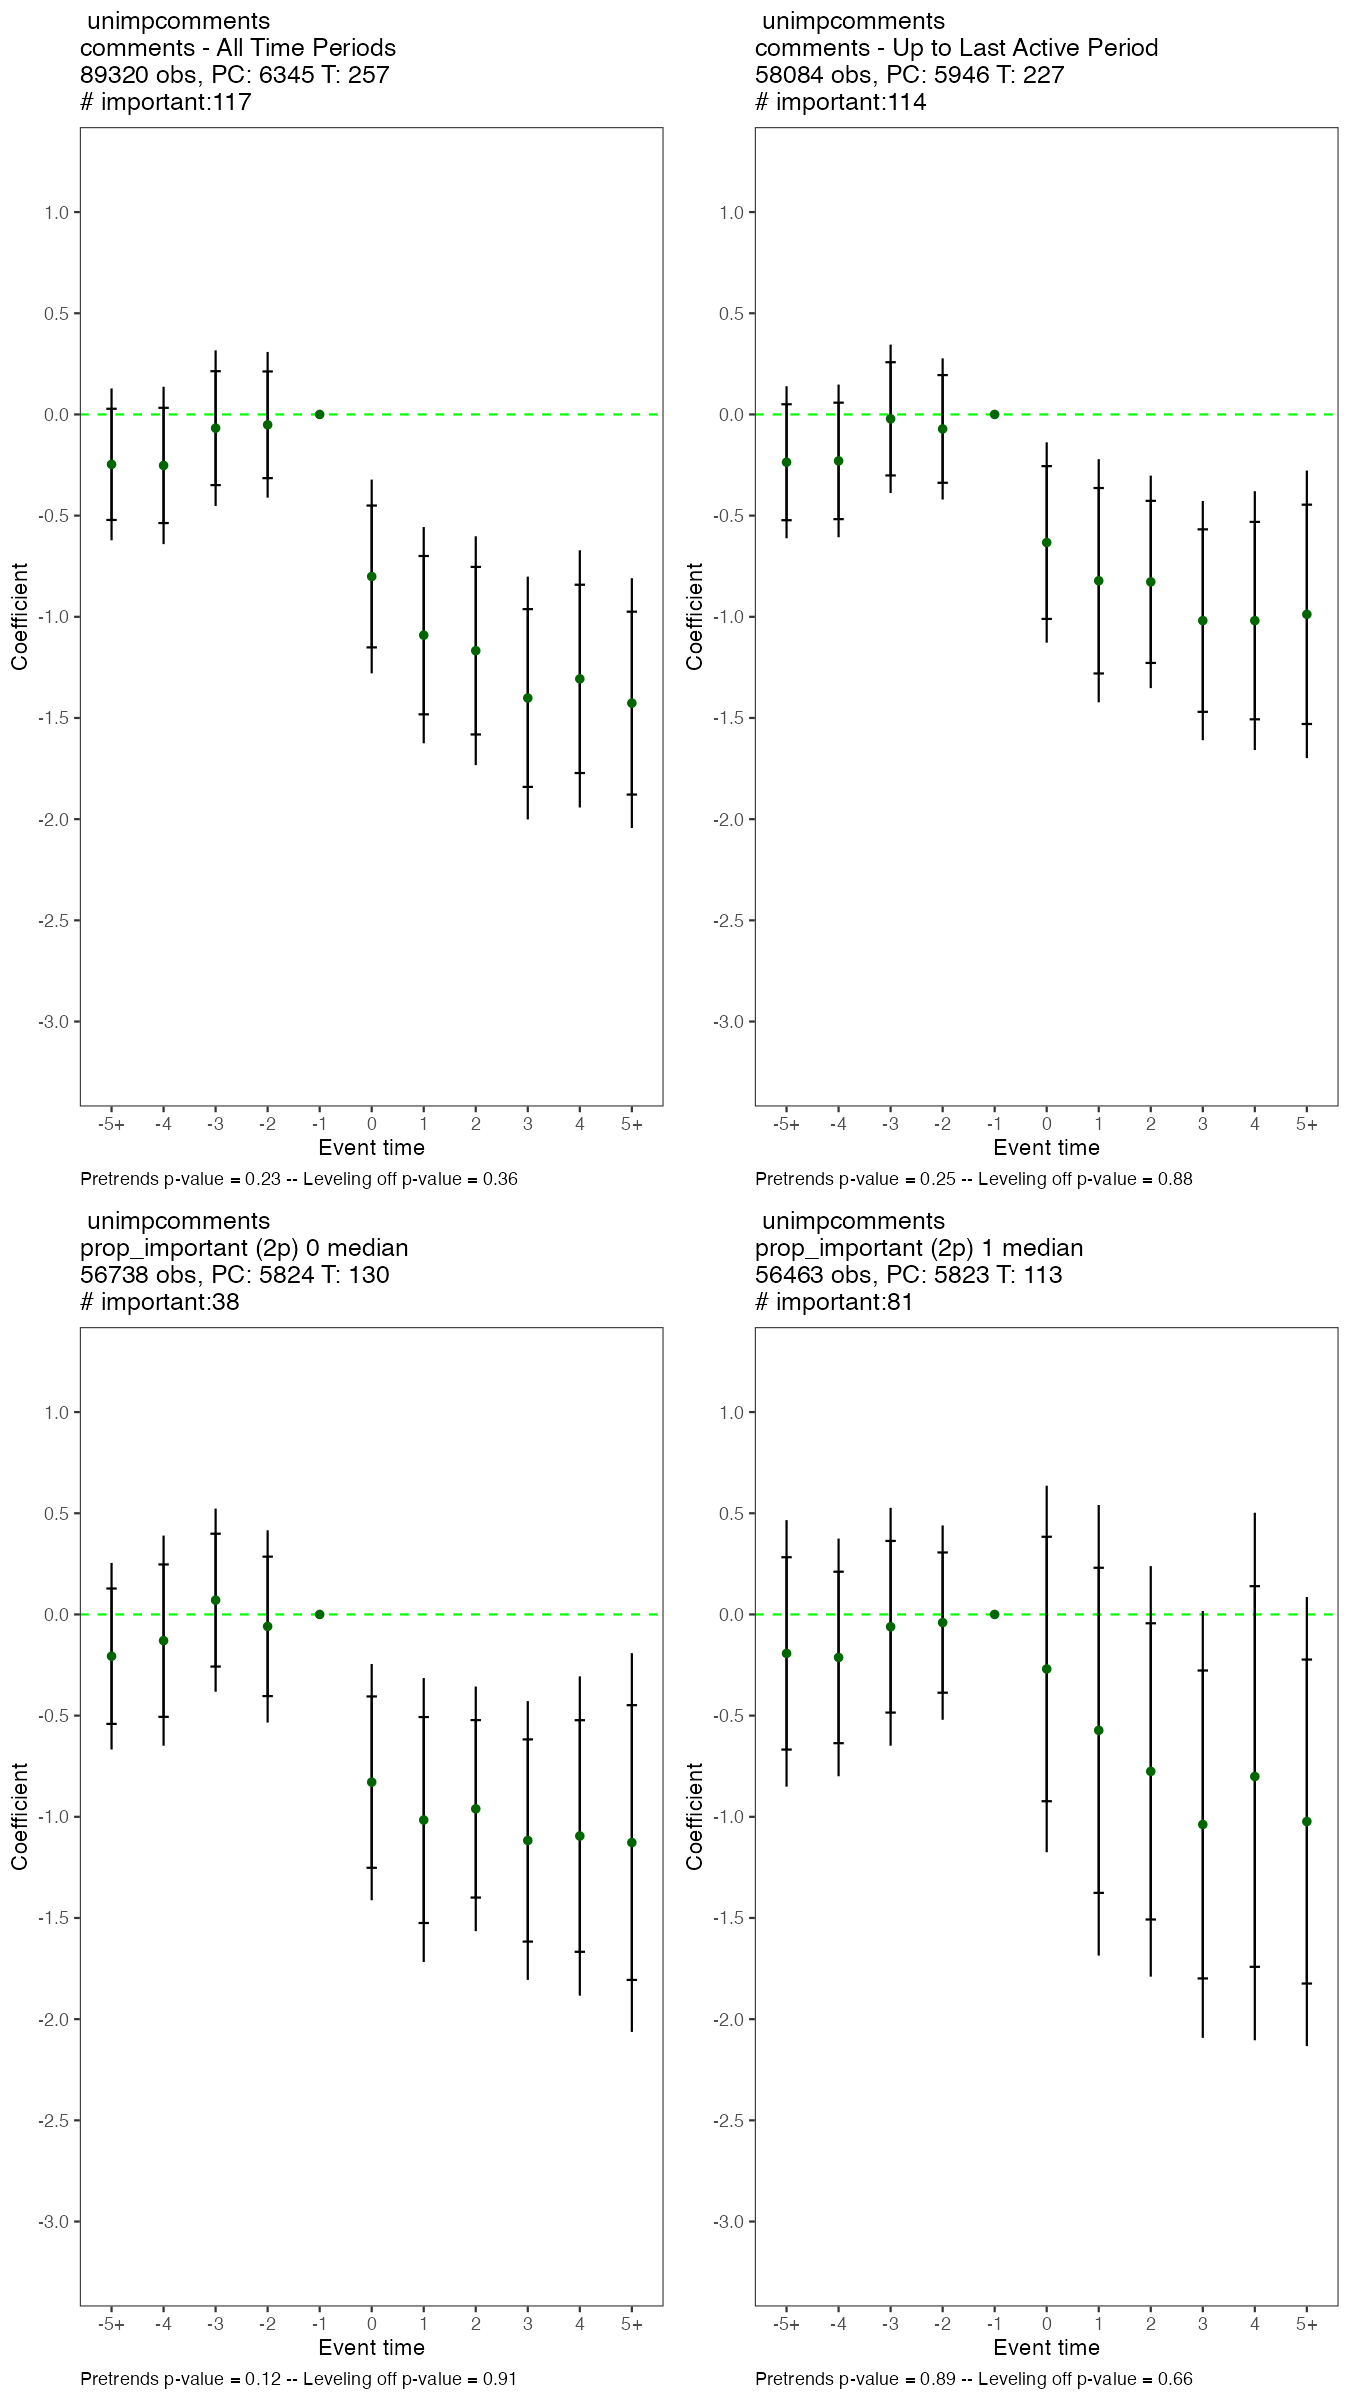 unimpcomments
comments - All Time Periods
89320 obs, PC: 6345 T: 257
# important:117
1.0
0.5
0.0
-0.5
-1.0
-1.5
-2.0
-2.5
-3.0
Coefficient
-5+ -4 -3 -2 -1 0 1 2 3 4 5+
Event time
Pretrends p-value = 0.23 -- Leveling off p-value = 0.36
unimpcomments
comments - Up to Last Active Period
58084 obs, PC: 5946 T: 227
# important:114
1.0
0.5
0.0
-0.5
-1.0
-1.5
-2.0
-2.5
-3.0
Coefficient
-5+ -4 -3 -2 -1 0 1 2 3 4 5+
Event time
Pretrends p-value = 0.25 -- Leveling off p-value = 0.88
unimpcomments
prop_important (2p) 0 median
56738 obs, PC: 5824 T: 130
# important:38
1.0
0.5
0.0
-0.5
-1.0
-1.5
-2.0
-2.5
-3.0
Coefficient
-5+ -4 -3 -2 -1 0 1 2 3 4 5+
Event time
Pretrends p-value = 0.12 -- Leveling off p-value = 0.91
unimpcomments
prop_important (2p) 1 median
56463 obs, PC: 5823 T: 113
# important:81
1.0
0.5
0.0
-0.5
-1.0
-1.5
-2.0
-2.5
-3.0
Coefficient
-5+ -4 -3 -2 -1 0 1 2 3 4 5+
Event time
Pretrends p-value = 0.89 -- Leveling off p-value = 0.66